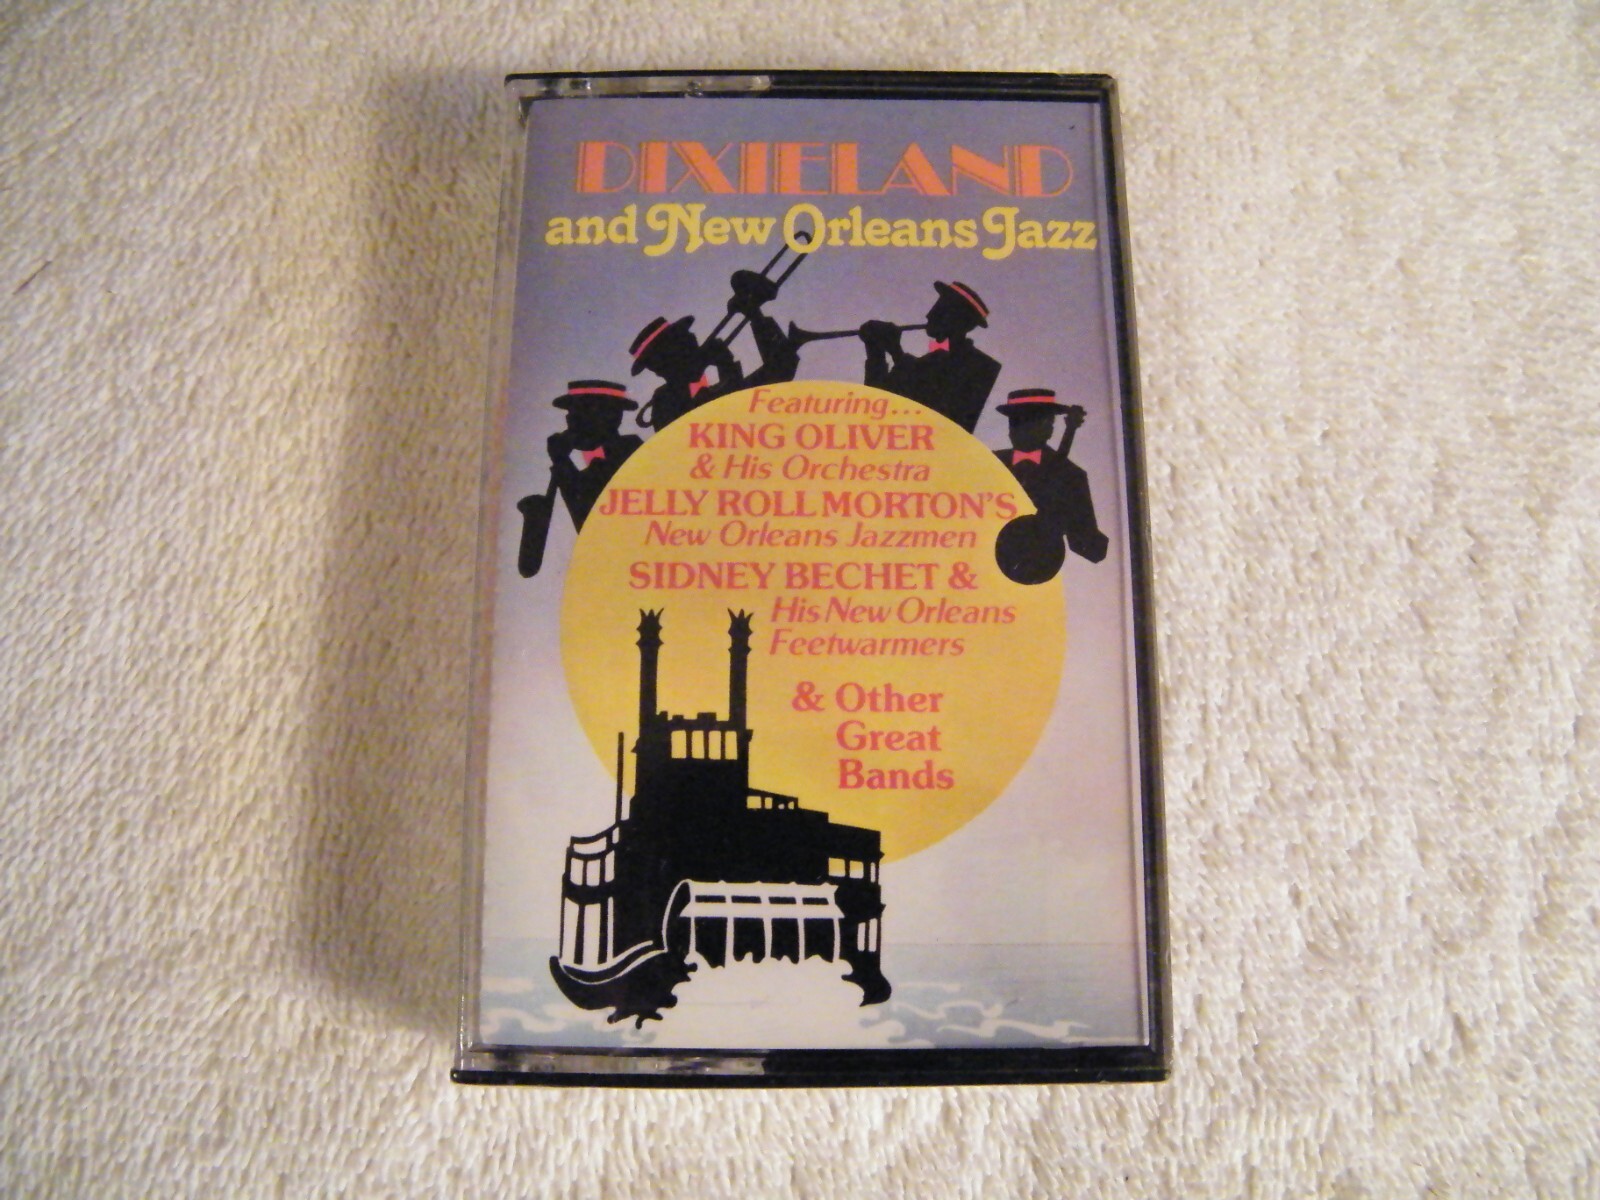 DIXIELAND
and New Orleans Jazz
Featuring...
KING OLIVER
& His Orchestra
JELLY ROLL MORTON'S
New Orleans Jazzmen
SIDNEY BECHET &
His New Orleans
Feetwarmers
& Other
Great
Bands